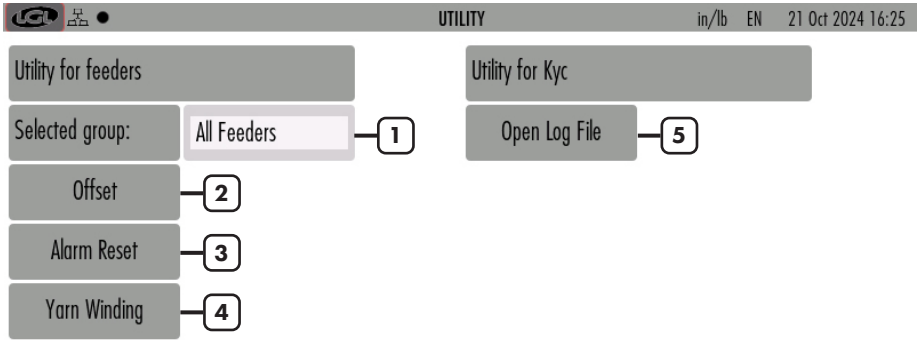 LGL UTILITY in/lb EN 21 Oct 2024 16:25
Utility for feeders
Selected group: All Feeders 1
Offset 2
Alarm Reset 3
Yarn Winding 4
Utility for Kyc
Open Log File 5